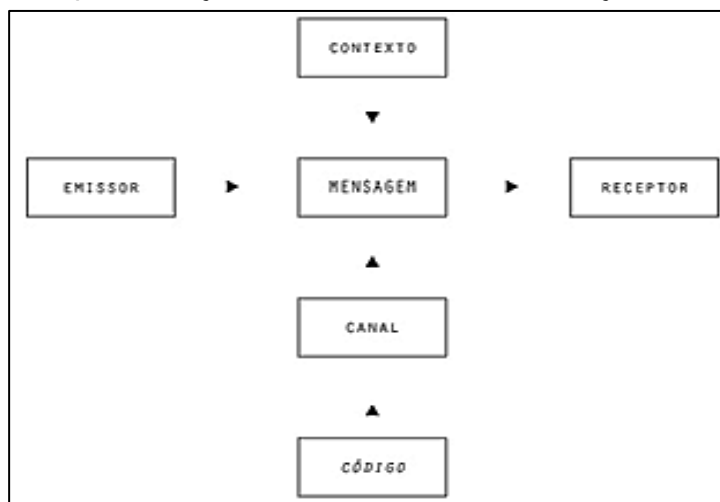 CONTEXTO
EMISSOR
MENSAGEM
RECEPTOR
CANAL
CÓDIGO